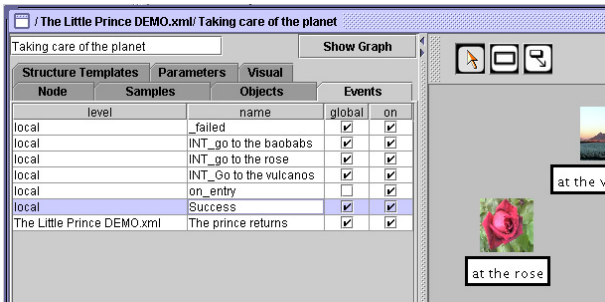 / The Little Prince DEMO.xml/ Taking care of the planet
Taking care of the planet Show Graph
Structure Templates Parameters Visual
Node Samples Objects Events
level name global on
local _failed
local INT_go to the baobabs
local INT_go to the rose
local INT_Go to the vulcanos
local on_entry
local Success
The Little Prince DEMO.xml The prince returns
at the v
at the rose